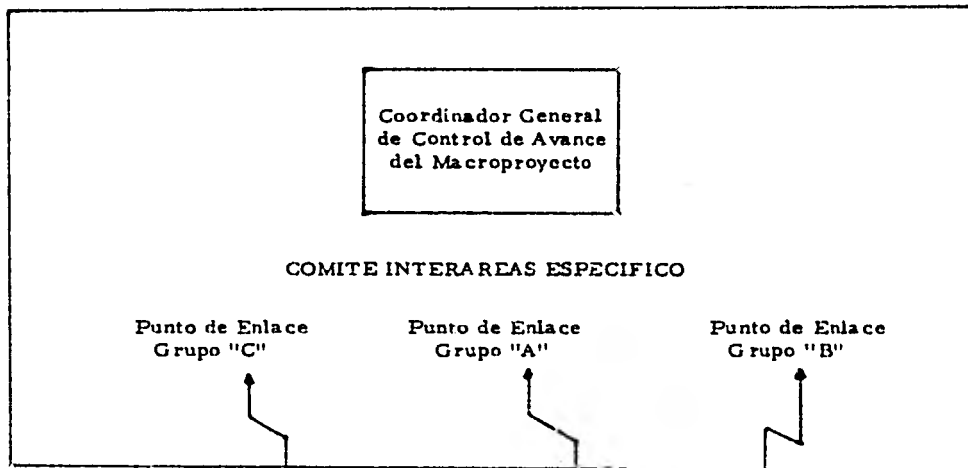 Coordinador General
de Control de Avance
del Macroproyecto
COMITE INTERAREAS ESPECIFICO
Punto de Enlace
Grupo "C"
Punto de Enlace
Grupo "A"
Punto de Enlace
Grupo "B"